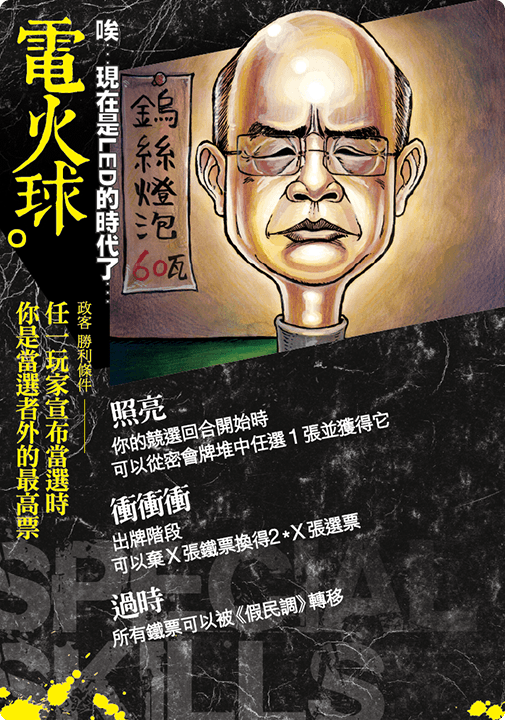 電火球。
唉…現在是LED的時代了…
鎢絲燈泡
60瓦
政客 勝利條件——
任一玩家宣布當選時
你是當選者外的最高票
照亮
你的競選回合開始時
可以從密會牌堆中任選1張並獲得它
衝衝衝
出牌階段
可以棄X張鐵票換得2*X張選票
過時
所有鐵票可以被《假民調》轉移
SPECIAL
SKILLS